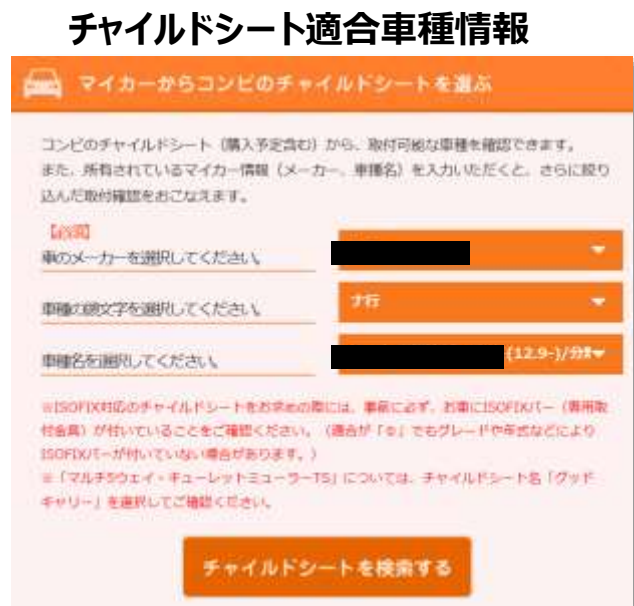 チャイルドシート適合車種情報
マイカーからコンビのチャイルドシートを選ぶ
コンビのチャイルドシート（購入予定含む）から、取付可能な車種を確認できます。
また、所有されているマイカー情報（メーカー、車種名）を入力いただくと、さらに絞り
込んだ取付確認をおこなえます。
【必須】
車のメーカーを選択してください。
車種の頭文字を選択してください。
ナ行
車種名を選択してください。
(12.9-)/分
※ISOFIX対応のチャイルドシートをお求めの際には、事前に必ず、お車にISOFIXバー（専用取
付金具）が付いていることをご確認ください。（適合が「◎」でもグレードや年式などにより
ISOFIXバーが付いていない場合があります。）
※「マルチ5ウェイ・キューレットミューラーTS」については、チャイルドシート名「グッド
キャリー」を選択してご確認ください。
チャイルドシートを検索する